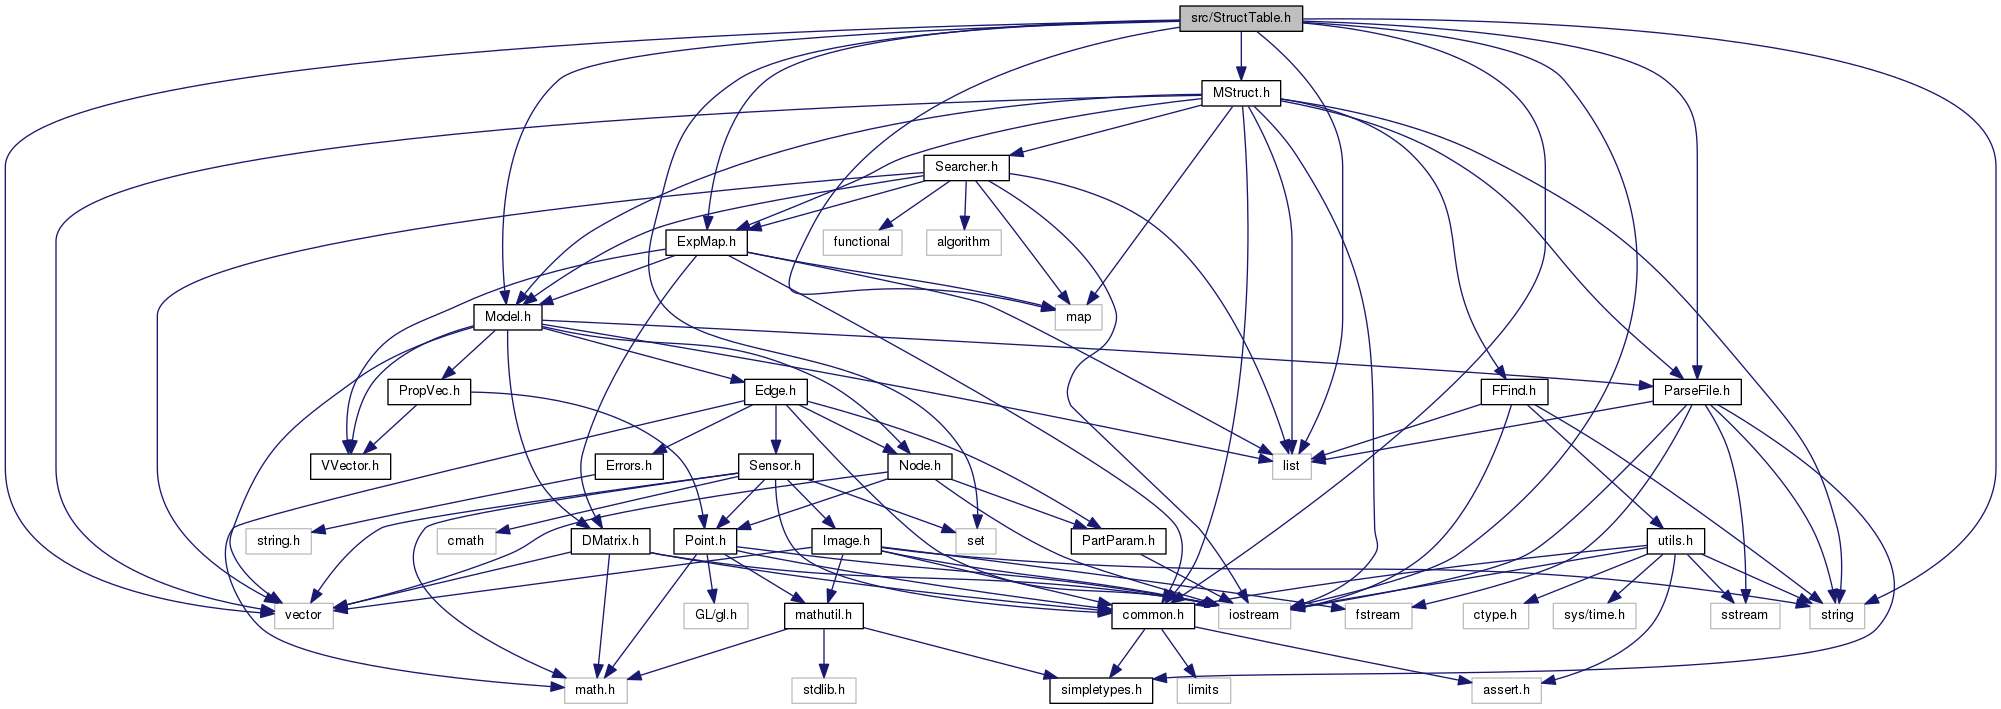 src/StructTable.h
MStruct.h
Searcher.h
ExpMap.h
functional
algorithm
Model.h
map
PropVec.h
Edge.h
FFind.h
ParseFile.h
VVector.h
Errors.h
Sensor.h
Node.h
list
string.h
cmath
DMatrix.h
Point.h
Image.h
set
PartParam.h
utils.h
vector
GL/gl.h
mathutil.h
common.h
iostream
fstream
ctype.h
sys/time.h
sstream
string
math.h
stdlib.h
simpletypes.h
limits
assert.h